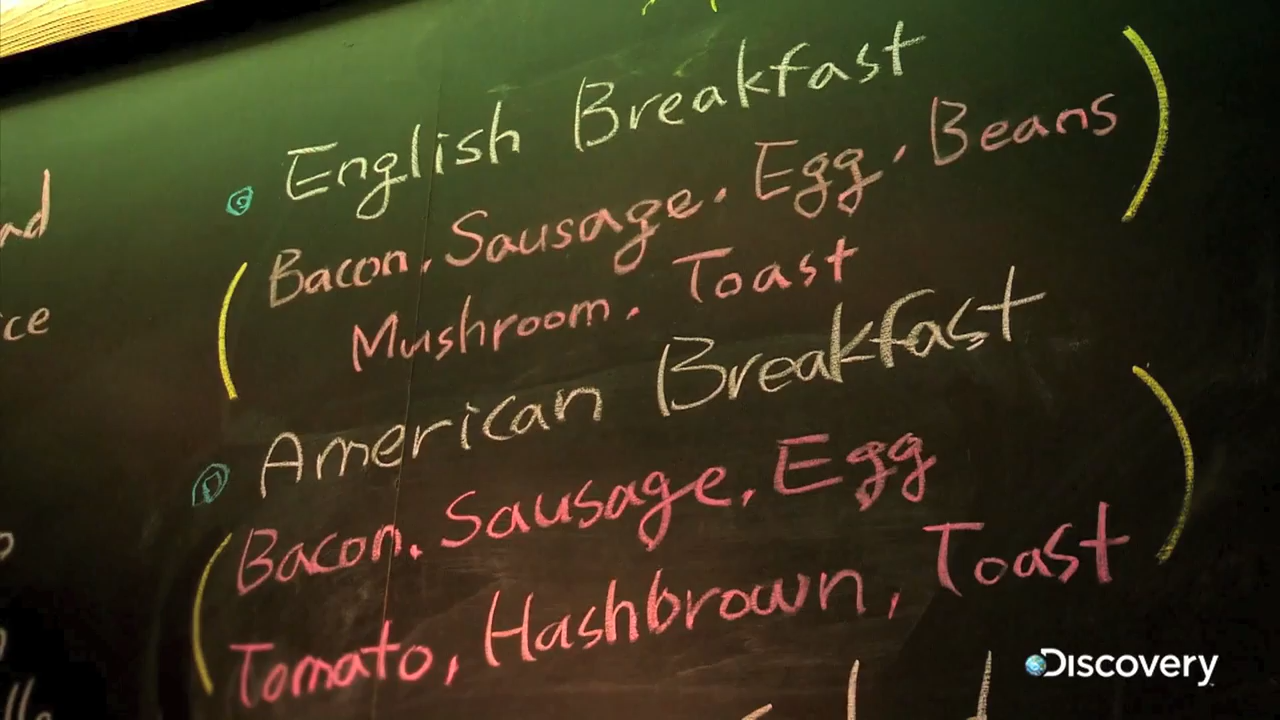 English Breakfast
Bacon, Sausage, Egg, Beans
Mushroom, Toast
American Breakfast
Bacon, Sausage, Egg
Tomato, Hashbrown, Toast
Discovery